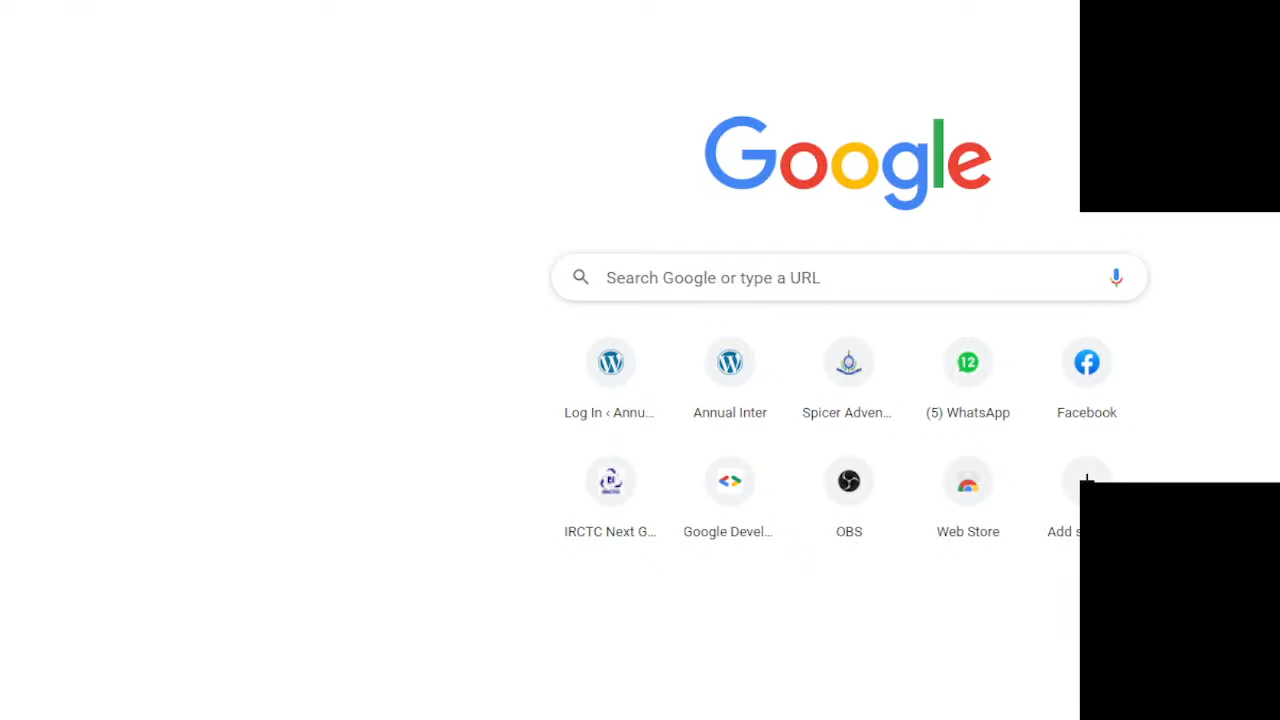 Google
Search Google or type a URL
Log In ‹ Annu...
Annual Inter
Spicer Adven...
12
(5) WhatsApp
Facebook
IRCTC
IRCTC Next G...
Google Devel...
OBS
Web Store
Add s